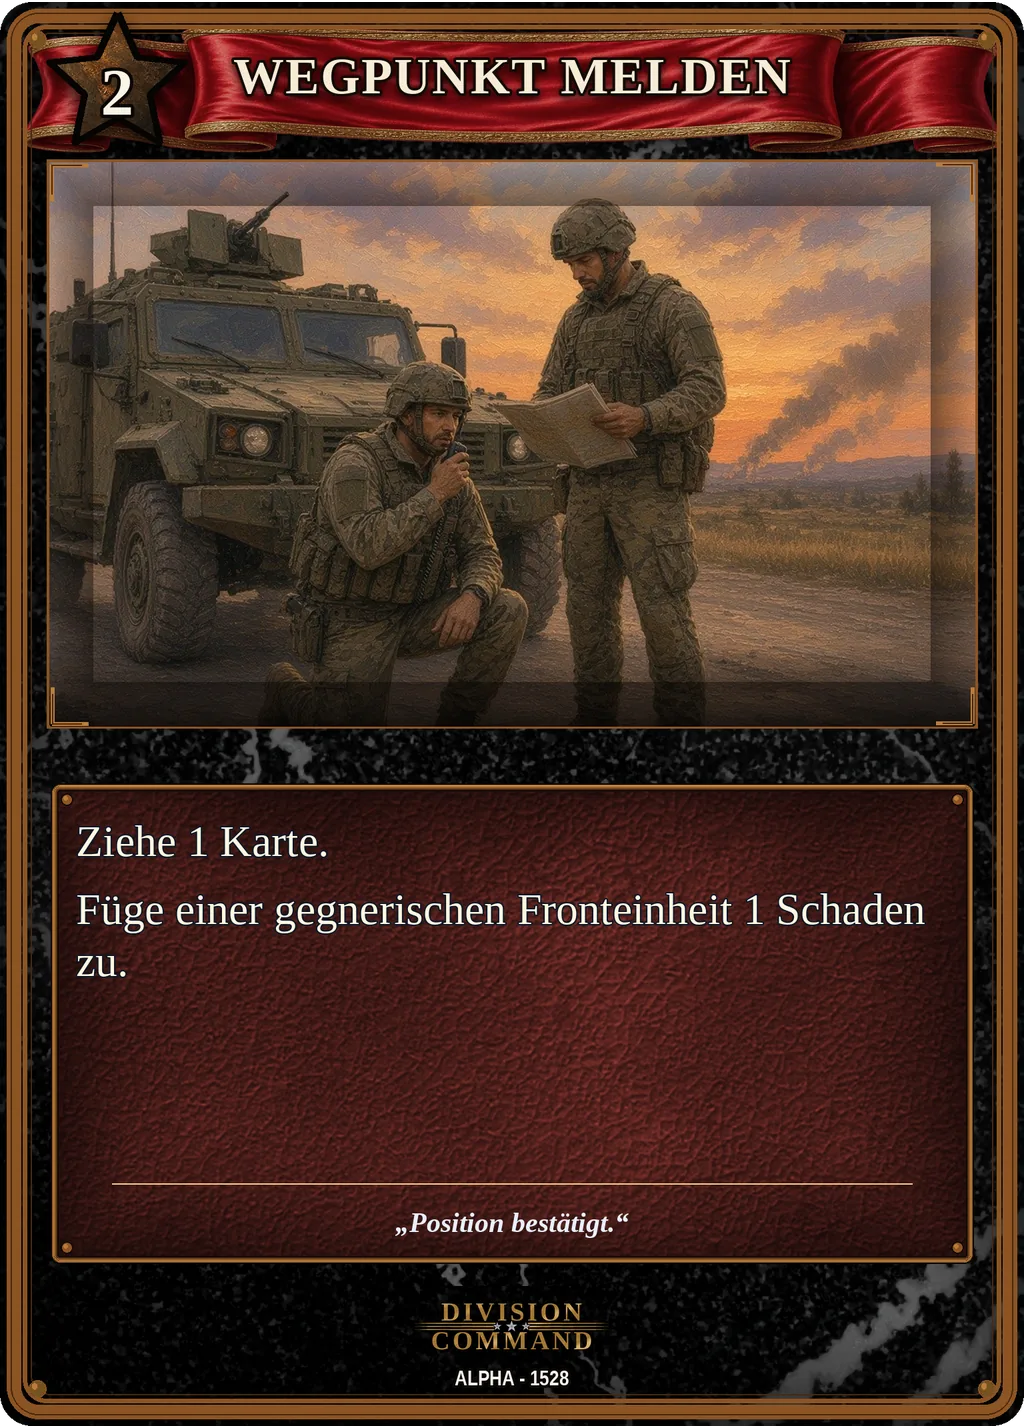 2
WEGPUNKT MELDEN
Ziehe 1 Karte.
Füge einer gegnerischen Fronteinheit 1 Schaden
zu.
„Position bestätigt.“
DIVISION
COMMAND
ALPHA - 1528